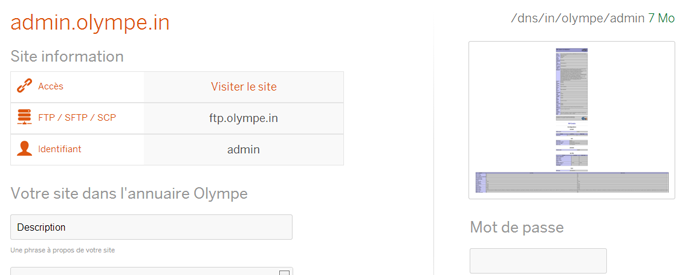 admin.olympe.in
/dns/in/olympe/admin 7 Mo
Site information
Accès
Visiter le site
FTP / SFTP / SCP
ftp.olympe.in
Identifiant
admin
Votre site dans l'annuaire Olympe
Description
Une phrase à propos de votre site
Mot de passe